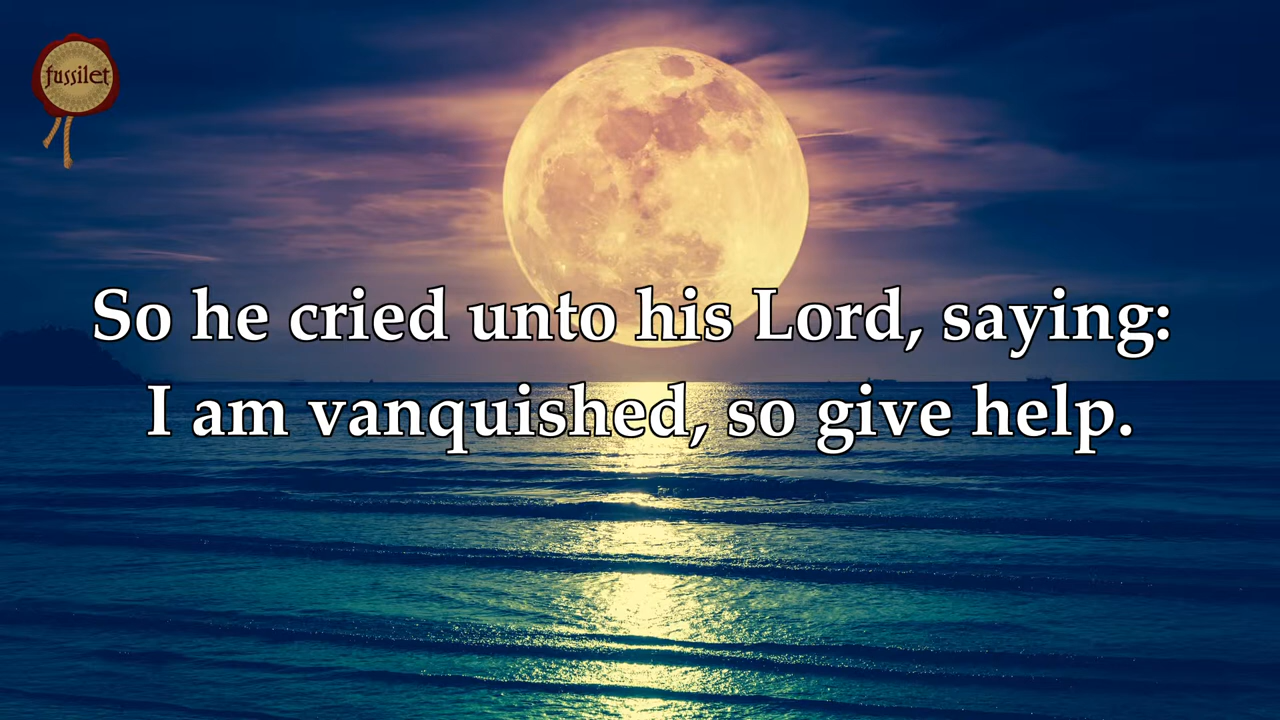 fussilet
So he cried unto his Lord, saying:
I am vanquished, so give help.